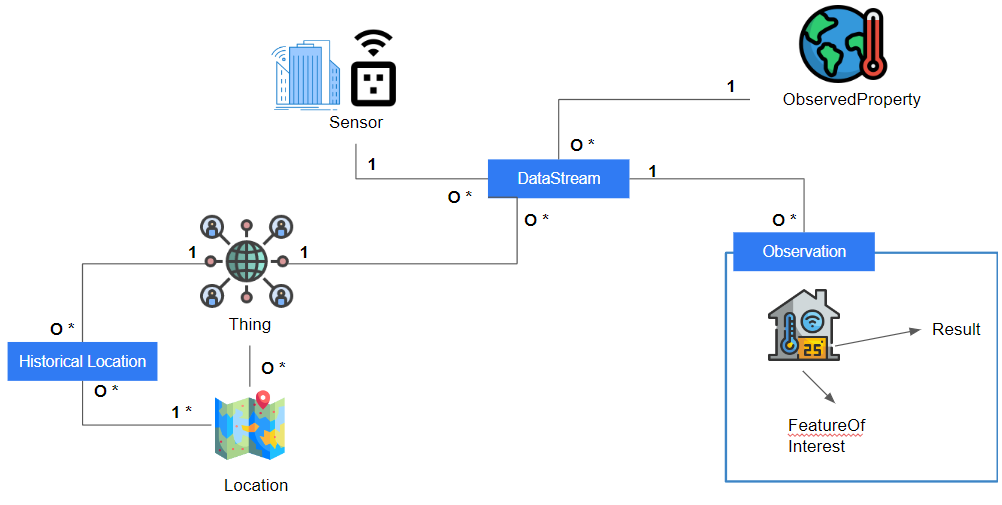 ObservedProperty
1
Sensor
O *
1
DataStream
1
O *
O *
O *
1
1
Observation
Thing
O *
Historical Location
Result
25°
O *
O *
1 *
FeatureOf
Interest
Location